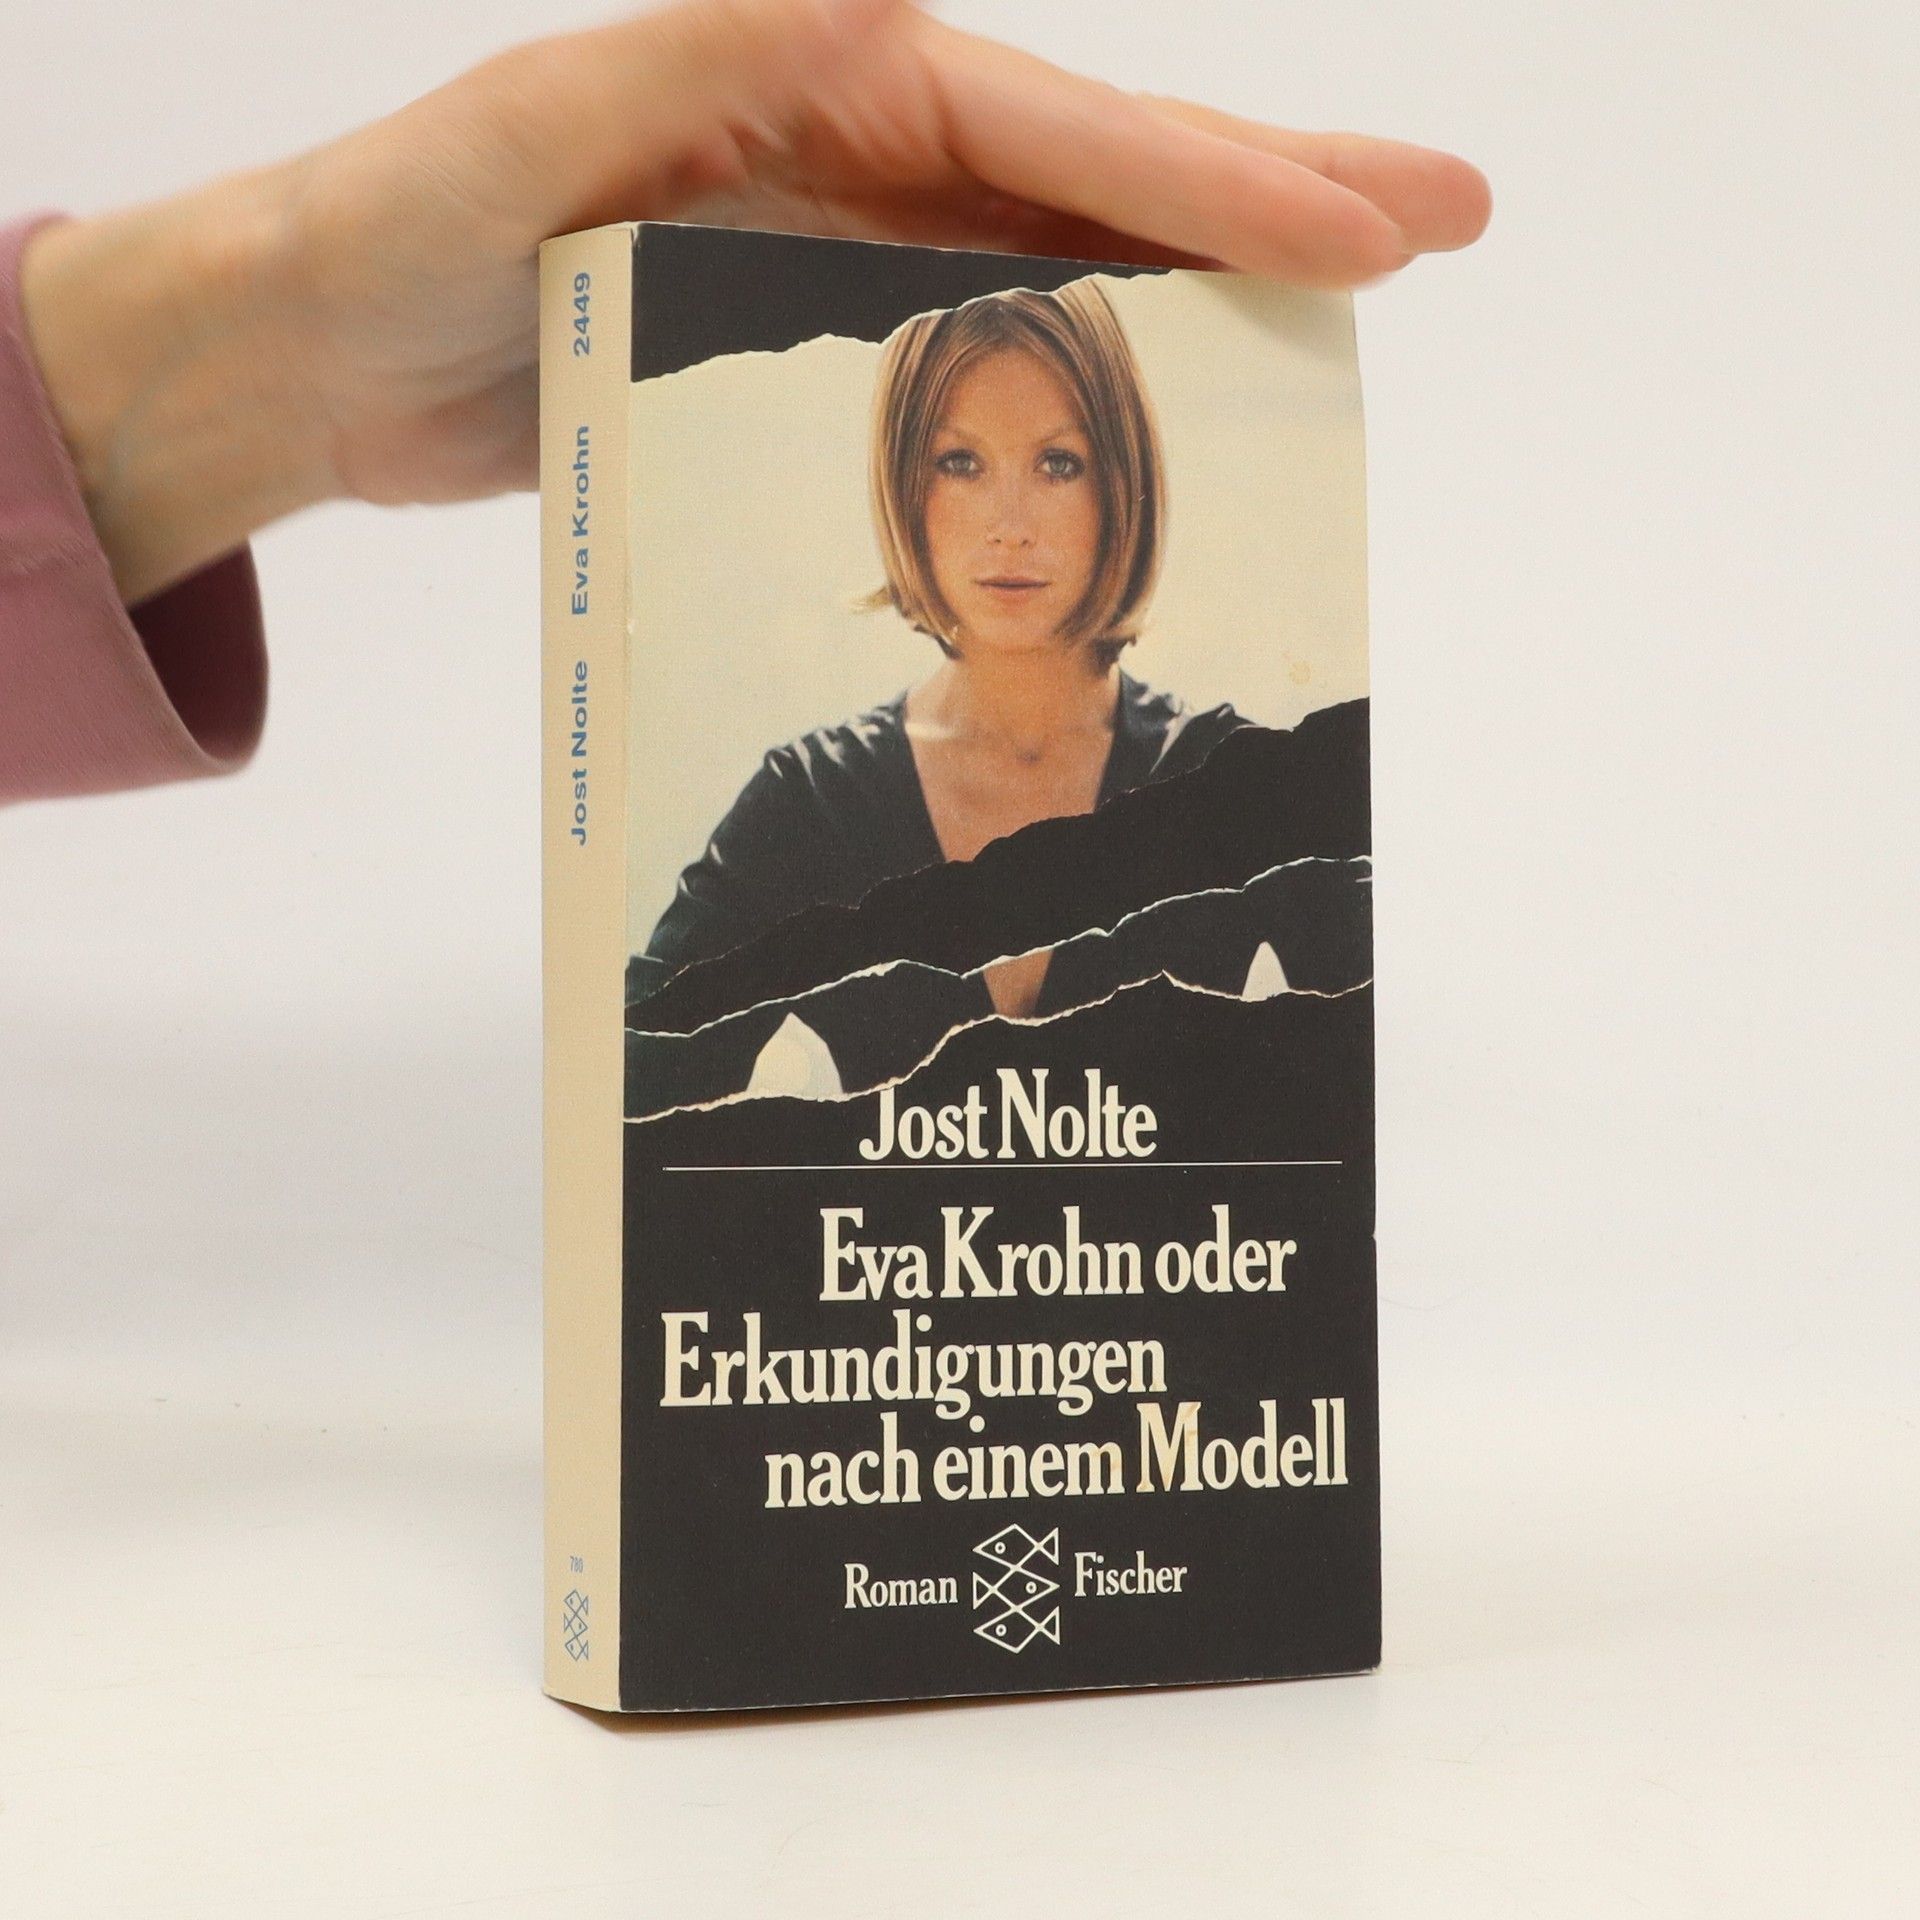 Jost Nolte Eva Krohn 2449
780
Jost Nolte
Eva Krohn oder
Erkundigungen
nach einem Modell
Roman Fischer